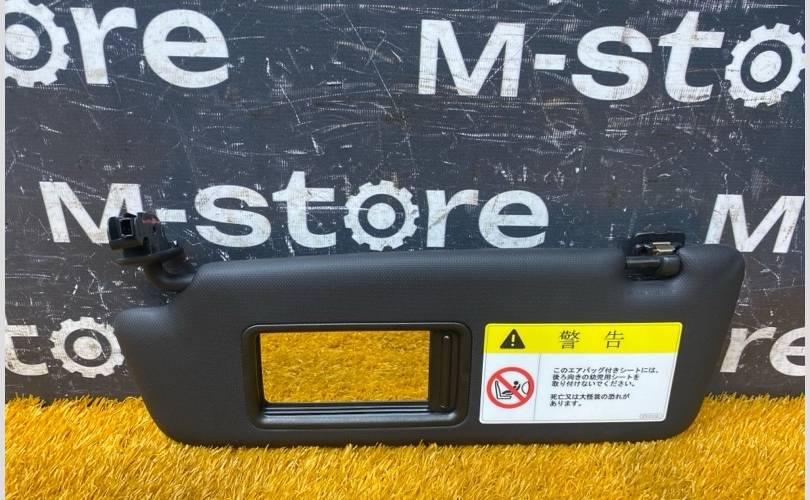 ore
M-sto
M-store
M-
to
re
警告
このエアバッグ付きシートには、
後ろ向きの幼児用シートを
取り付けないでください。
死亡又は大怪我の恐れが
あります。